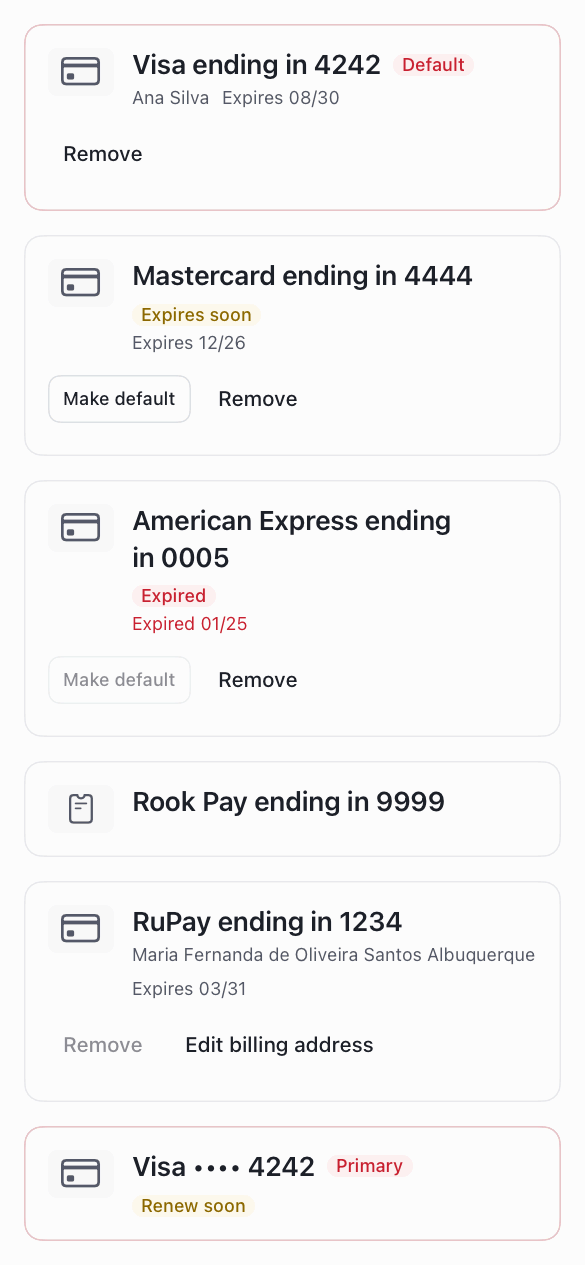 Visa ending in 4242 Default
Ana Silva Expires 08/30
Remove
Mastercard ending in 4444
Expires soon
Expires 12/26
Make default Remove
American Express ending
in 0005
Expired
Expired 01/25
Make default Remove
Rook Pay ending in 9999
RuPay ending in 1234
Maria Fernanda de Oliveira Santos Albuquerque
Expires 03/31
Remove Edit billing address
Visa •••• 4242 Primary
Renew soon